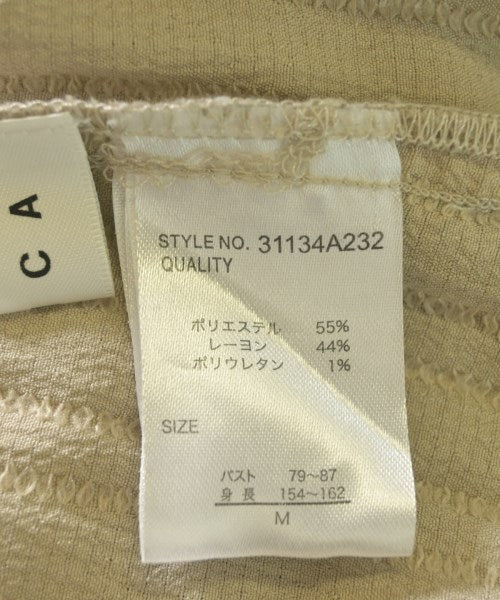 C A
STYLE NO. 31134A232
QUALITY
ポリエステル 55%
レーヨン 44%
ポリウレタン 1%
SIZE
バスト 79~87
身長 154~162
M